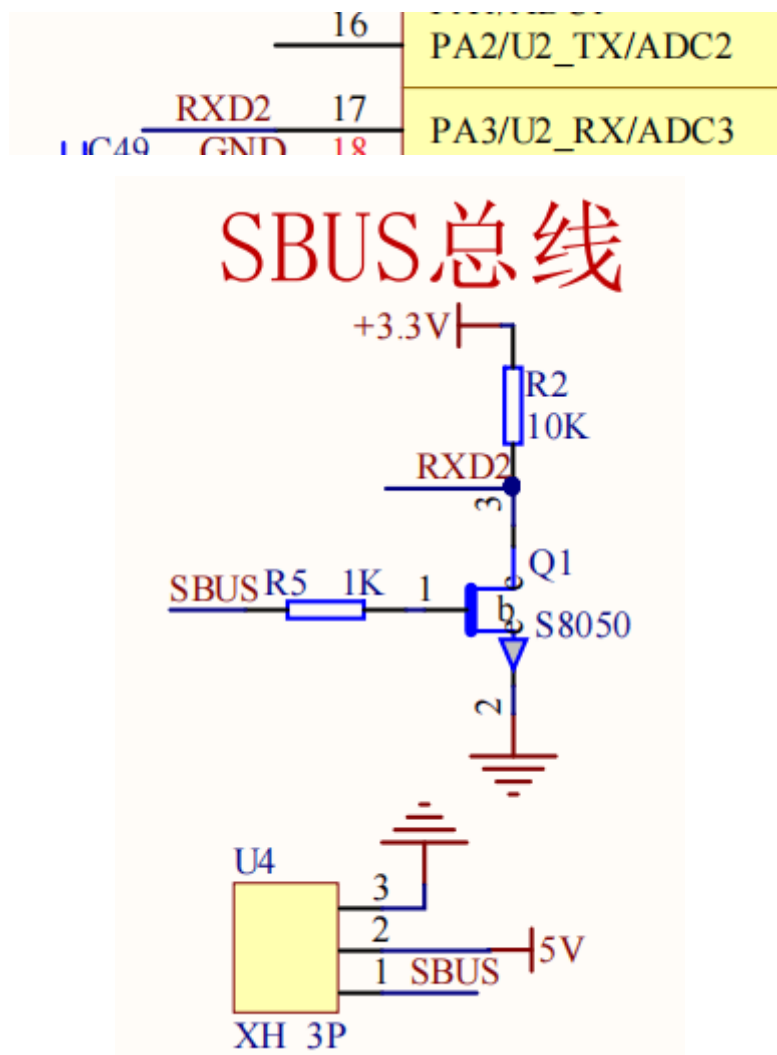 16
PA2/U2_TX/ADC2
RXD2 17
PA3/U2_RX/ADC3
C49 GND 18
SBUS总线
+3.3V
R2
10K
RXD2
3
Q1
c
SBUS R5 1K 1
b
e
S8050
2
U4
3
2
5V
1 SBUS
XH 3P